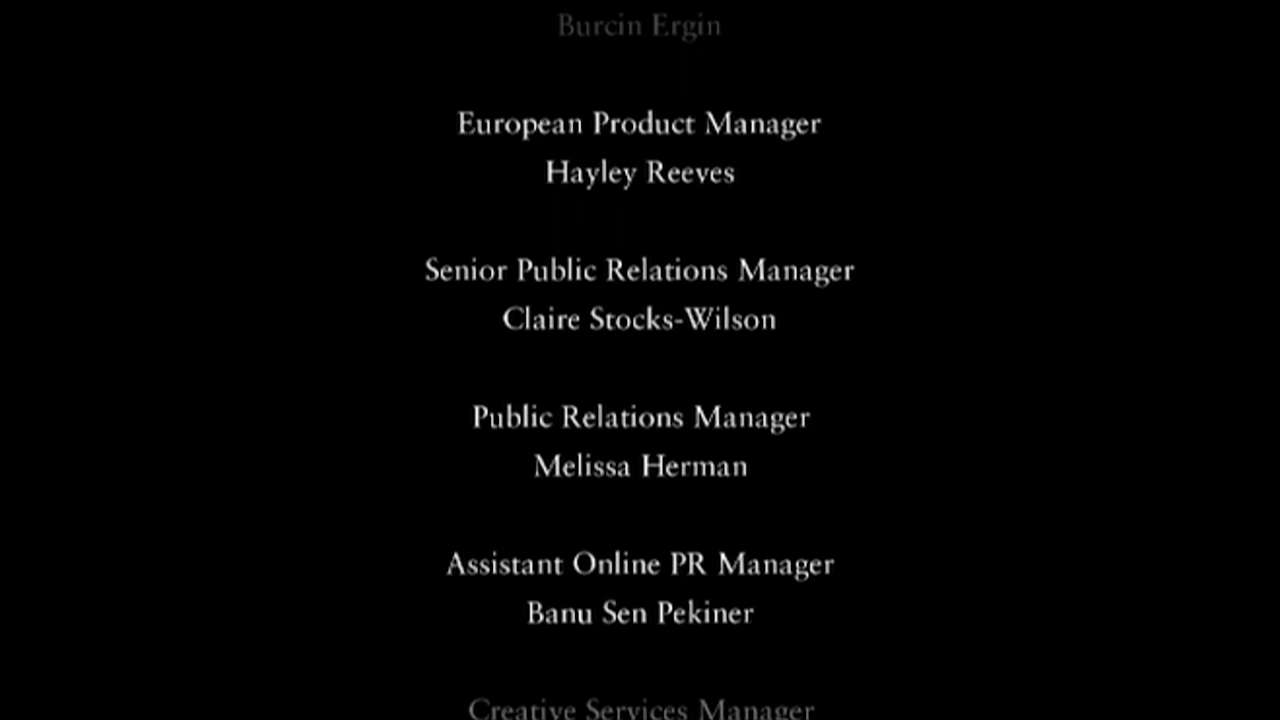 Burcin Ergin
European Product Manager
Hayley Reeves
Senior Public Relations Manager
Claire Stocks-Wilson
Public Relations Manager
Melissa Herman
Assistant Online PR Manager
Banu Sen Pekiner
Creative Services Manager